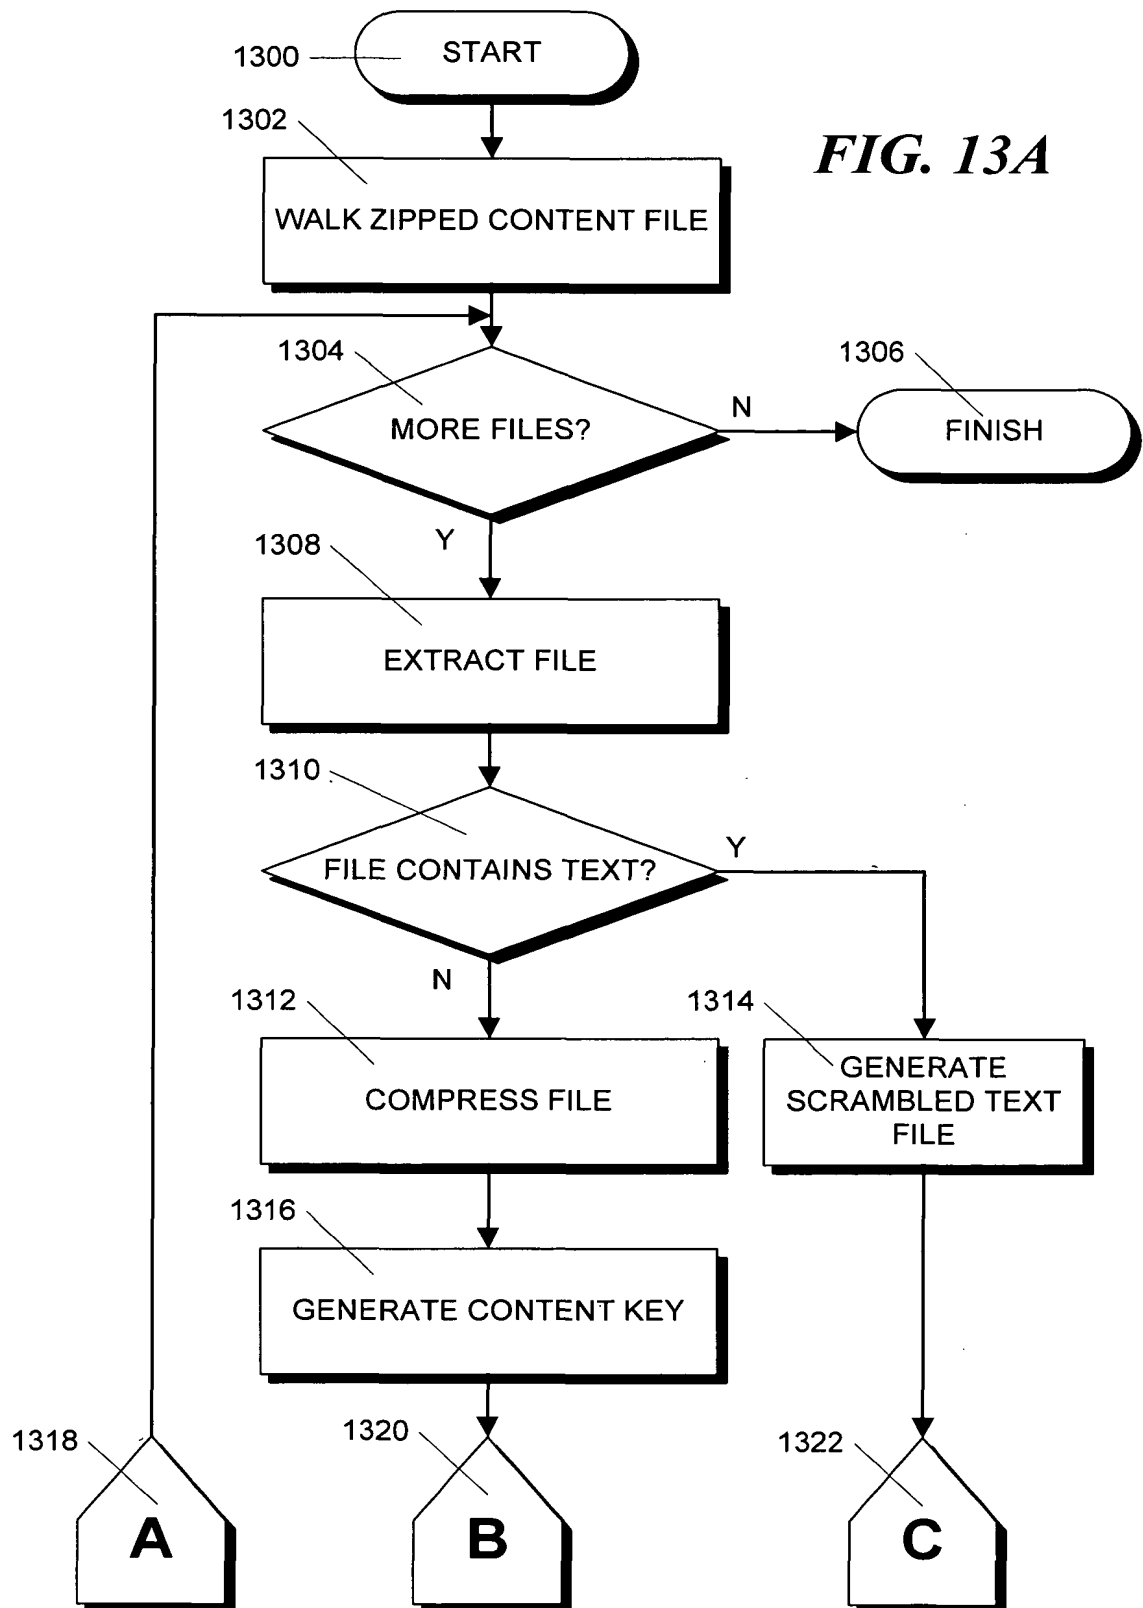 1300
START
1302
FIG. 13A
WALK ZIPPED CONTENT FILE
1304
1306
MORE FILES?
N
FINISH
Y
1308
EXTRACT FILE
1310
FILE CONTAINS TEXT?
Y
N
1312
1314
COMPRESS FILE
GENERATE
SCRAMBLED TEXT
FILE
1316
GENERATE CONTENT KEY
1318
1320
1322
A
B
C